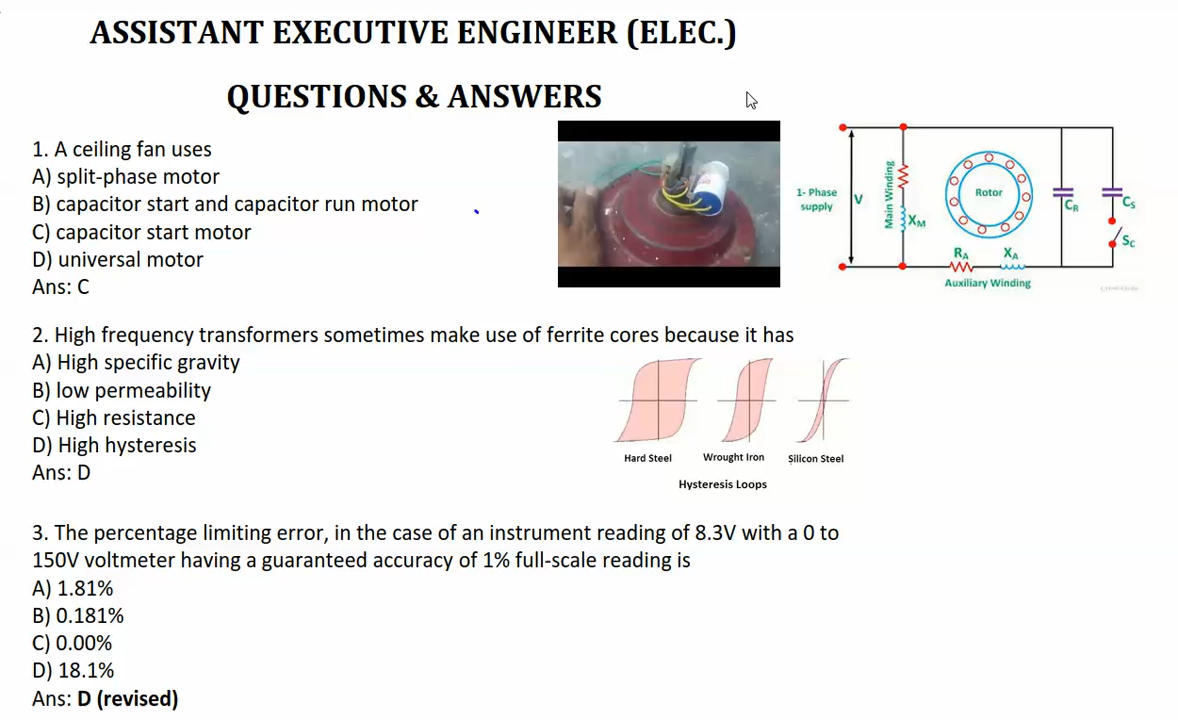 ASSISTANT EXECUTIVE ENGINEER (ELEC.)
QUESTIONS & ANSWERS
1. A ceiling fan uses
A) split-phase motor
B) capacitor start and capacitor run motor
C) capacitor start motor
D) universal motor
Ans: C
1- Phase
supply
V
Main Winding
XM
Rotor
RA
XA
Auxiliary Winding
CR
CS
SC
2. High frequency transformers sometimes make use of ferrite cores because it has
A) High specific gravity
B) low permeability
C) High resistance
D) High hysteresis
Ans: D
Hard Steel
Wrought Iron
Silicon Steel
Hysteresis Loops
3. The percentage limiting error, in the case of an instrument reading of 8.3V with a 0 to
150V voltmeter having a guaranteed accuracy of 1% full-scale reading is
A) 1.81%
B) 0.181%
C) 0.00%
D) 18.1%
Ans: D (revised)